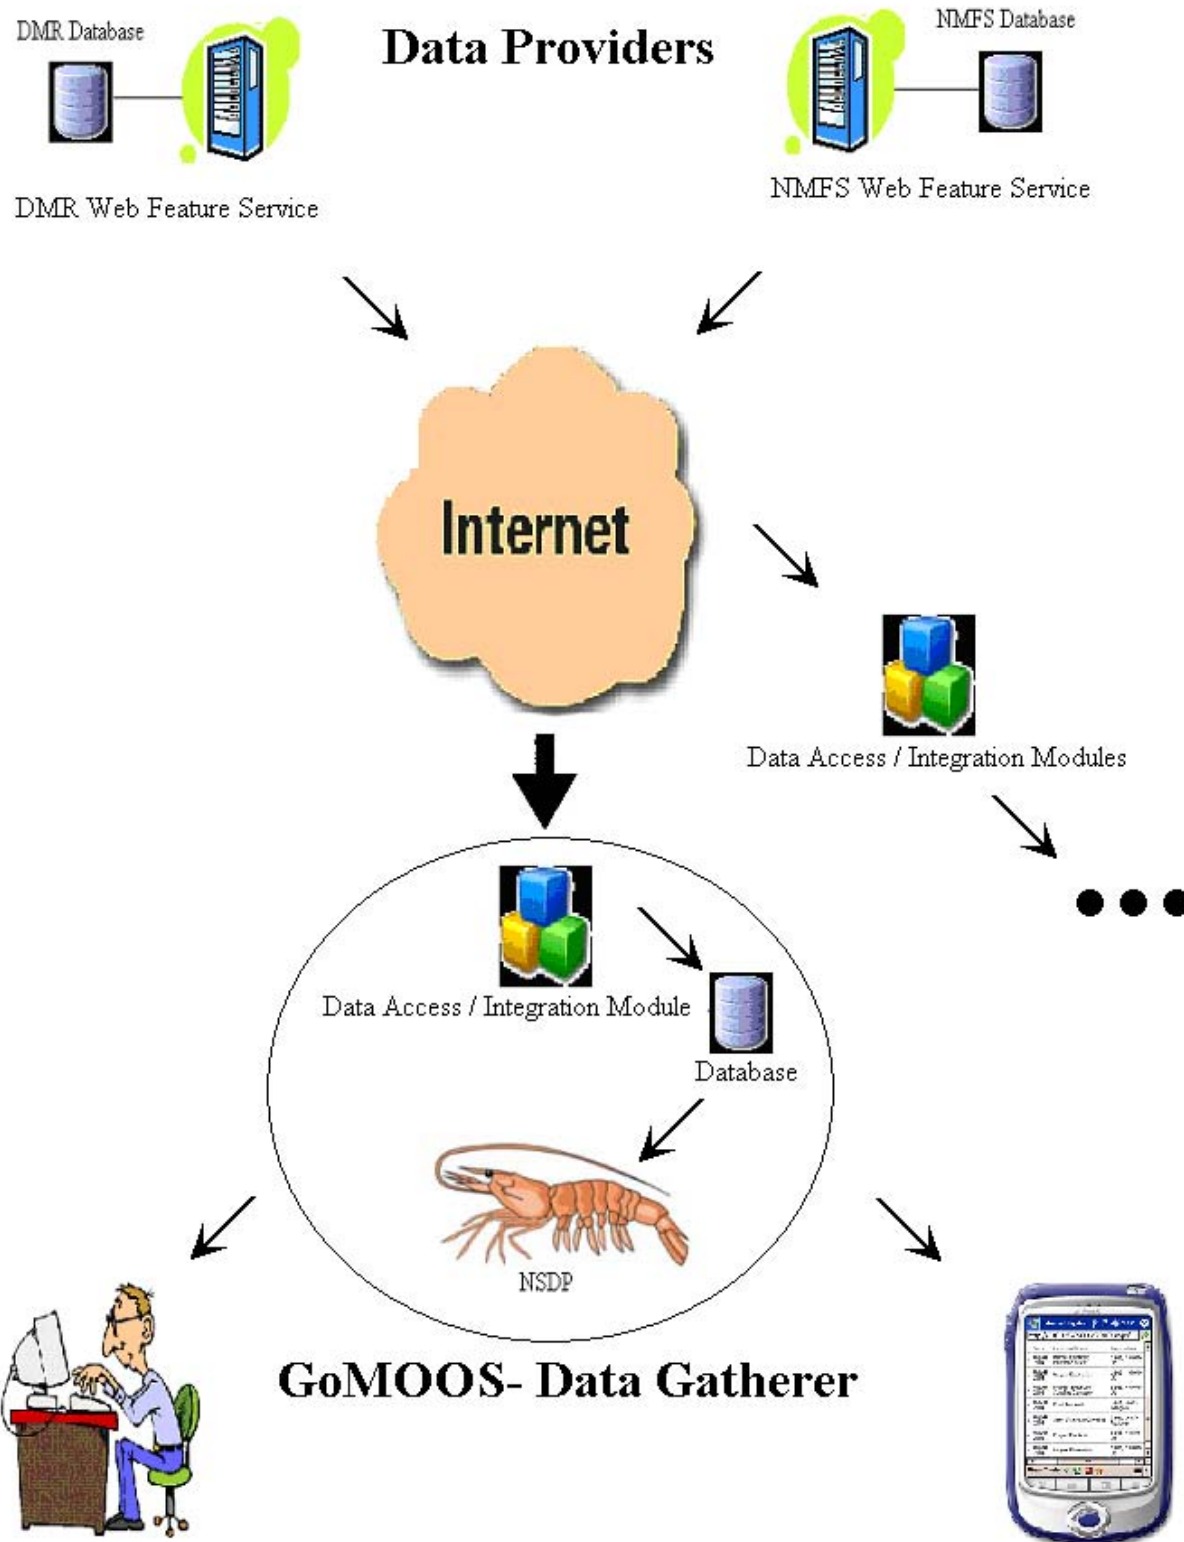 DMR Database
Data Providers
NMFS Database
DMR Web Feature Service
NMFS Web Feature Service
Internet
Data Access / Integration Modules
Data Access / Integration Module
Database
NSDP
GoMOOS- Data Gatherer